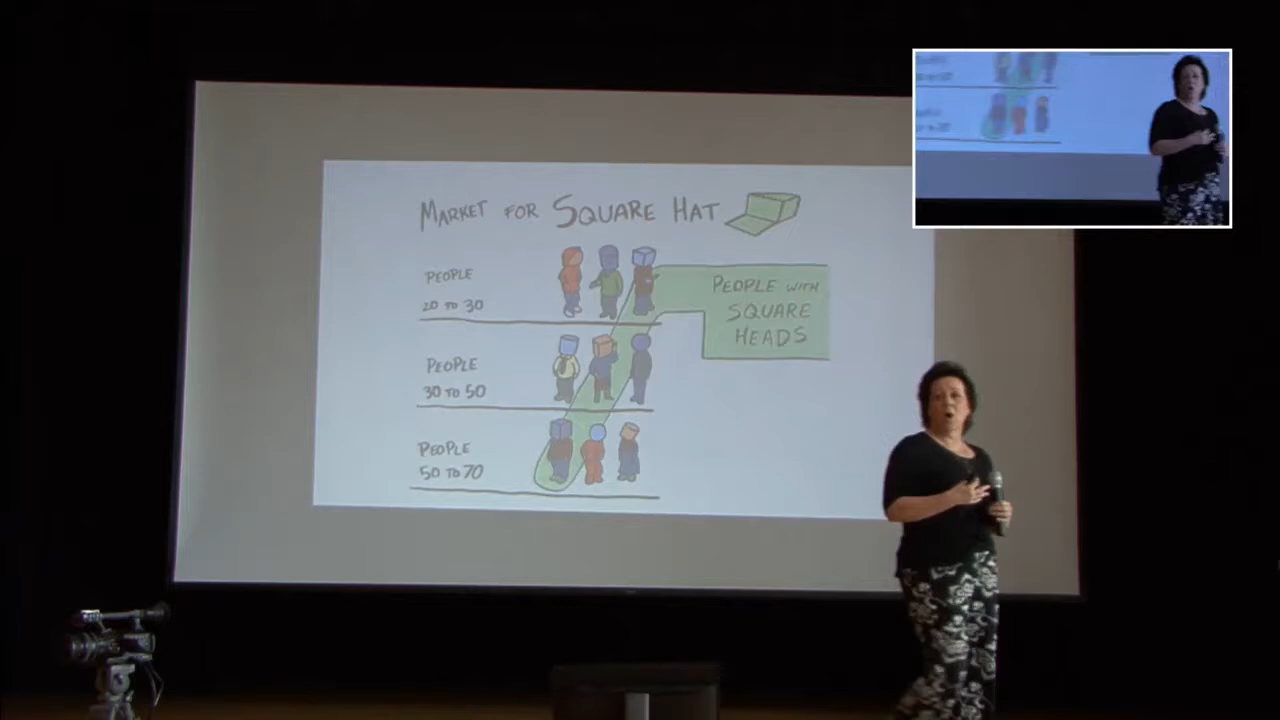 MARKET FOR SQUARE HAT
PEOPLE
20 TO 30
PEOPLE WITH
SQUARE
HEADS
PEOPLE
30 TO 50
PEOPLE
50 TO 70